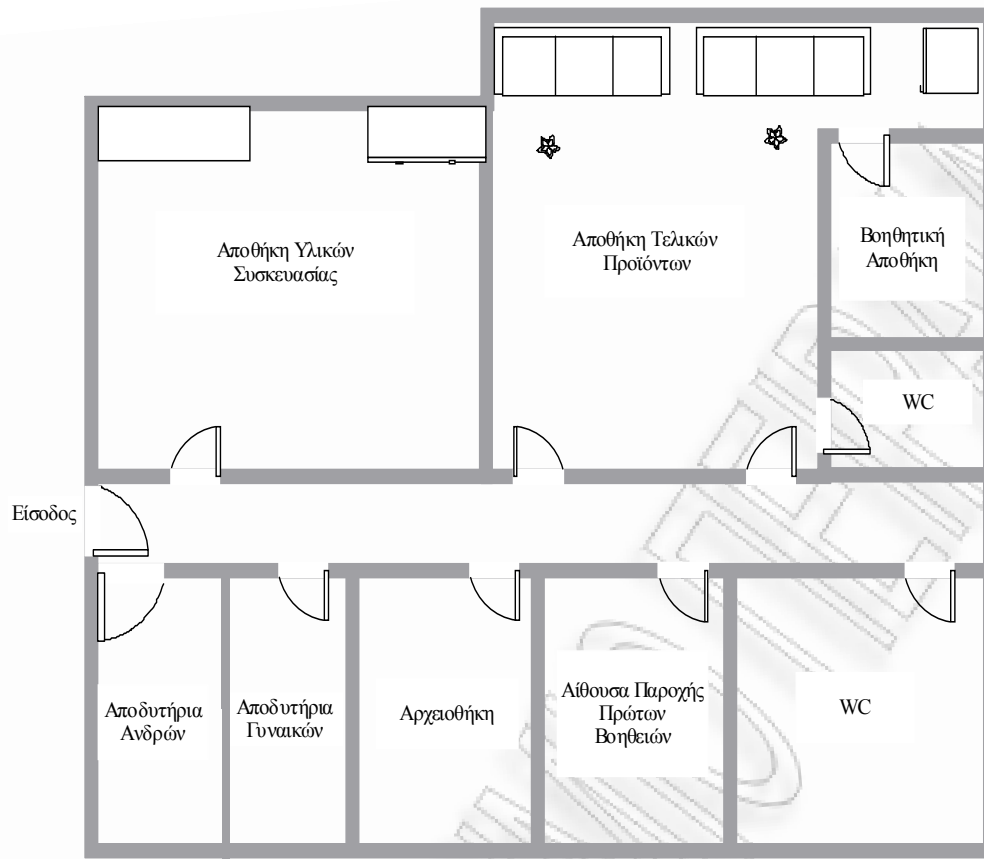 Αποθήκη Υλικών
Συσκευασίας
Αποθήκη Τελικών
Προϊόντων
Βοηθητική
Αποθήκη
WC
Είσοδος
Αποδυτήρια
Ανδρών
Αποδυτήρια
Γυναικών
Αρχειοθήκη
Αίθουσα Παροχής
Πρώτων
Βοηθειών
WC